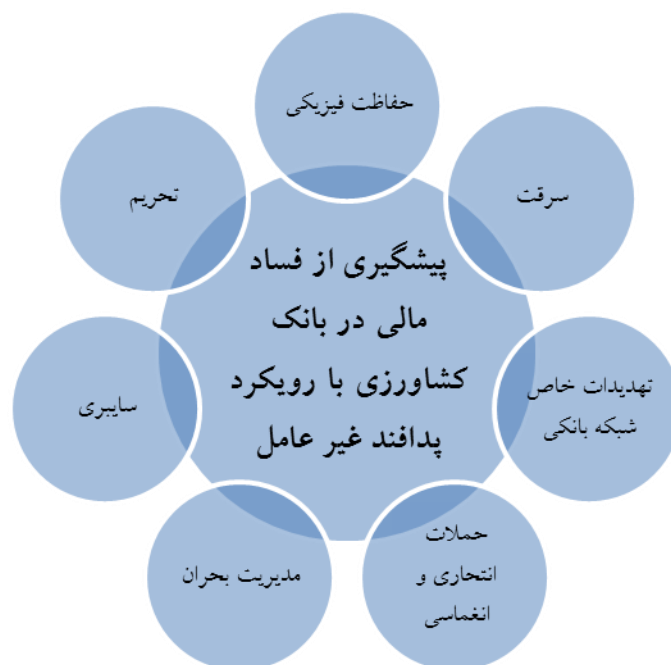 حفاظت فیزیکی
سرقت
تهدیدات خاص
شبکه بانکی
حملات
انتحاری و
انغماسی
مدیریت بحران
سایبری
تحریم
پیشگیری از فساد
مالی در بانک
کشاورزی با رویکرد
پدافند غیر عامل